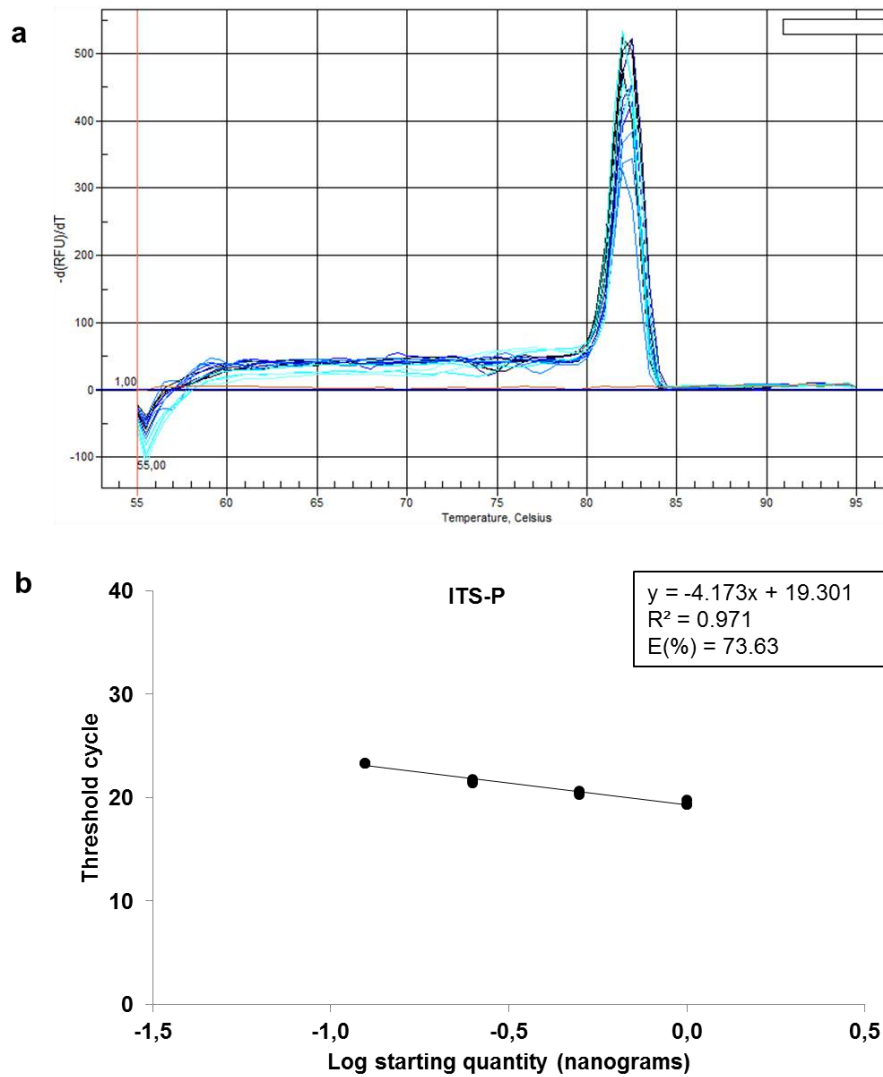 a
500
400
300
200
100
0
-100
-d(RFU)/dT
1,00
55,00
55
60
65
70
75
80
85
90
95
Temperature, Celsius
b
ITS-P
y = -4.173x + 19.301
R² = 0.971
E(%) = 73.63
40
30
20
10
0
Threshold cycle
-1,5
-1,0
-0,5
0,0
0,5
Log starting quantity (nanograms)